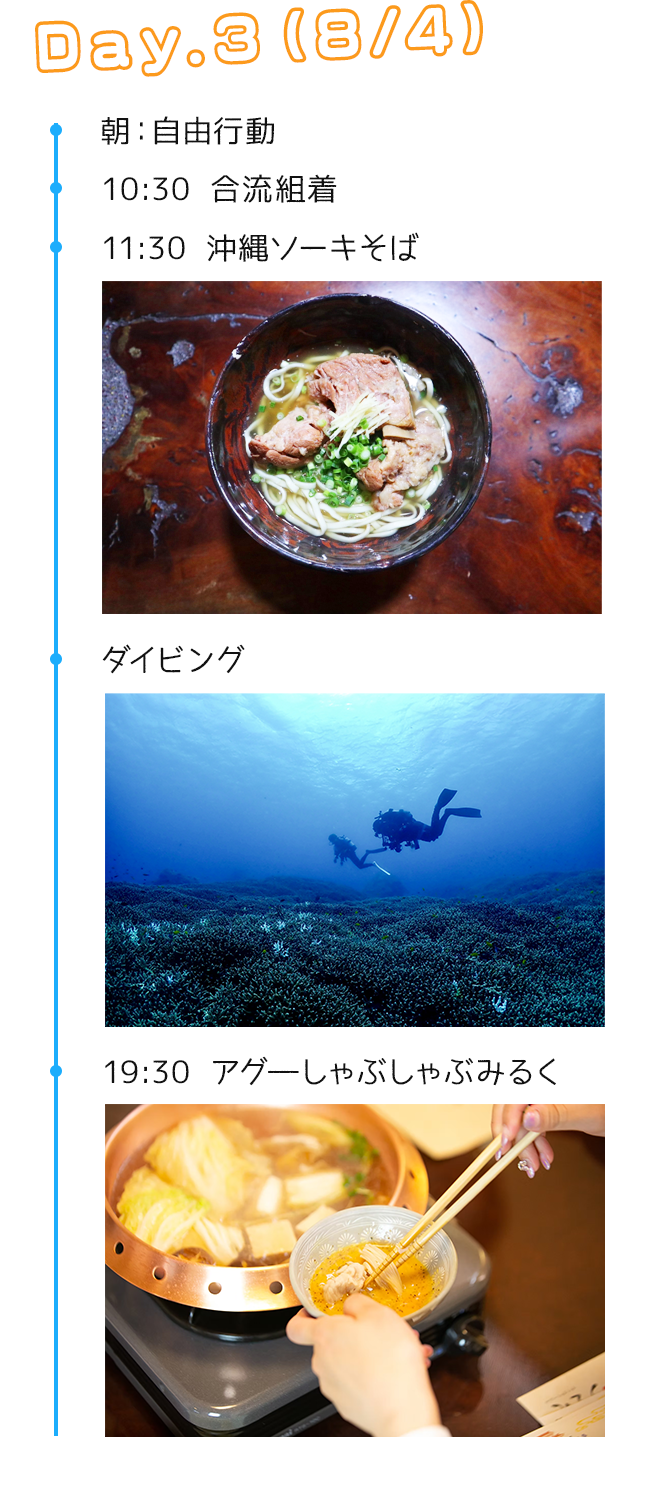 Day.3 (8/4)
朝：自由行動
10:30 合流組着
11:30 沖縄ソーキそば
ダイビング
19:30 アグーしゃぶしゃぶみるく